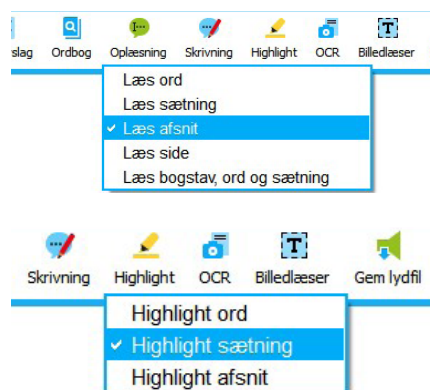 slag Ordbog Oplæsning Skrivning Highlight OCR Billedlæser
Læs ord
Læs sætning
✓ Læs afsnit
Læs side
Læs bogstav, ord og sætning
Skrivning Highlight OCR Billedlæser Gem lydfil
Highlight ord
✓ Highlight sætning
Highlight afsnit